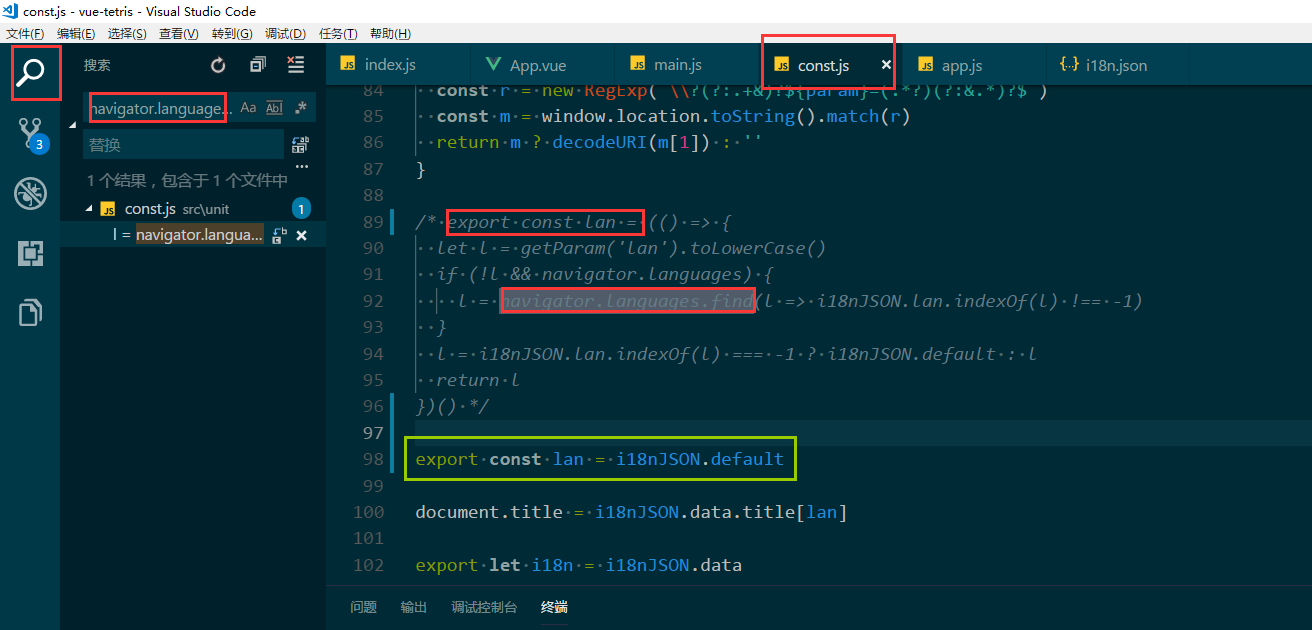 const.js - vue-tetris - Visual Studio Code
文件(F) 编辑(E) 选择(S) 查看(V) 转到(G) 调试(D) 任务(T) 帮助(H)
搜索
index.js App.vue main.js const.js × app.js {··} i18n.json
navigator.language... Aa Abl .*
替换
...
1 个结果，包含于 1 个文件中
const.js src\unit 1
l = navigator.langua... ×
3
84 const r = new RegExp(`\\?(?:.+&)?${param}=(.*?)(?:&.*)?$`)
85 const m = window.location.toString().match(r)
86 return m ? decodeURI(m[1]) : ''
87 }
88
89 /* export const lan = (() => {
90 let l = getParam('lan').toLowerCase()
91 if (!l && navigator.languages) {
92 l = navigator.languages.find(l => i18nJSON.lan.indexOf(l) !== -1)
93 }
94 l = i18nJSON.lan.indexOf(l) === -1 ? i18nJSON.default : l
95 return l
96 })() */
97
98 export const lan = i18nJSON.default
99
100 document.title = i18nJSON.data.title[lan]
101
102 export let i18n = i18nJSON.data
问题 输出 调试控制台 终端